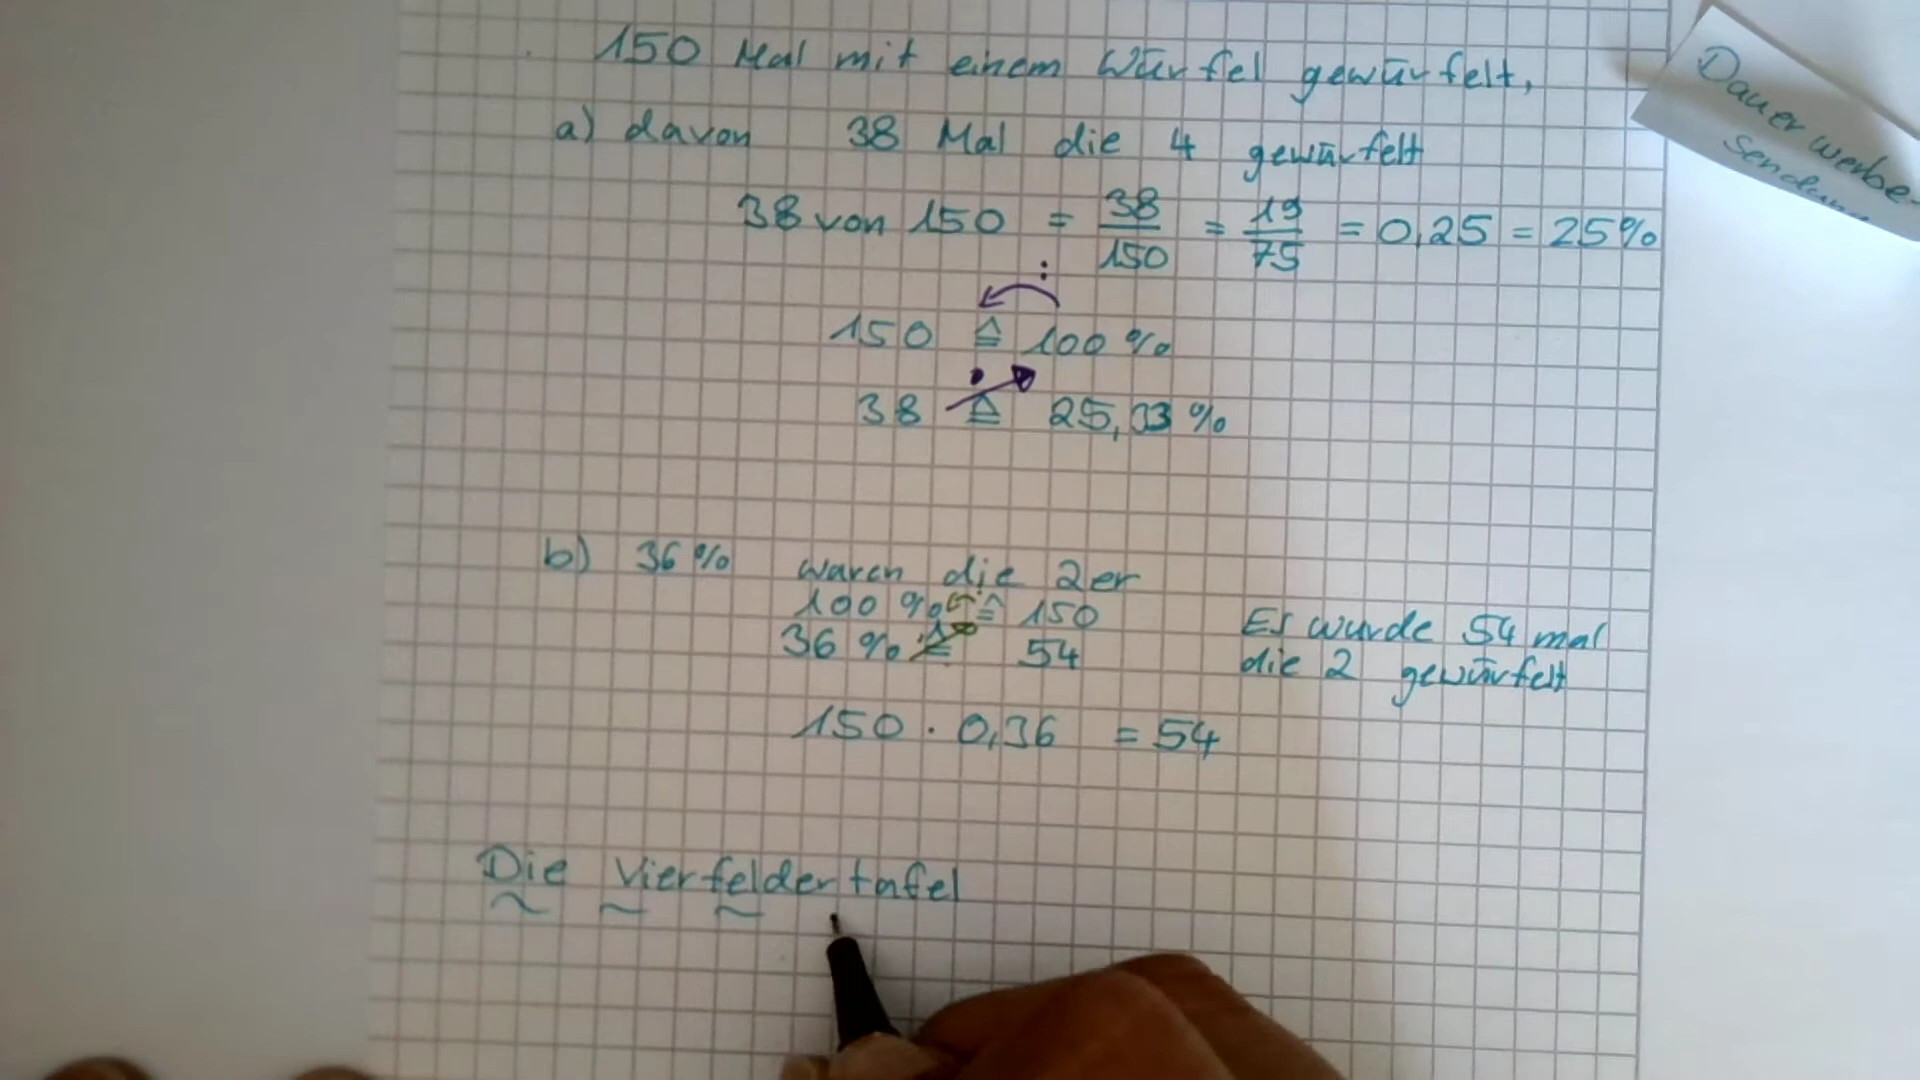 150 Mal mit einem Würfel gewürfelt,
a) davon 38 Mal die 4 gewürfelt
38 von 150 = 38/150 = 19/75 = 0,25 = 25%
:
150 ≙ 100 %
·
38 ≙ 25,03 %
b) 36% waren die 2er
100 % ≙ 150
36 % ≙ 54
Es wurde 54 mal
die 2 gewürfelt
150 · 0,36 = 54
Die Vierfeldertafel
Dauerwerbe-
sendung